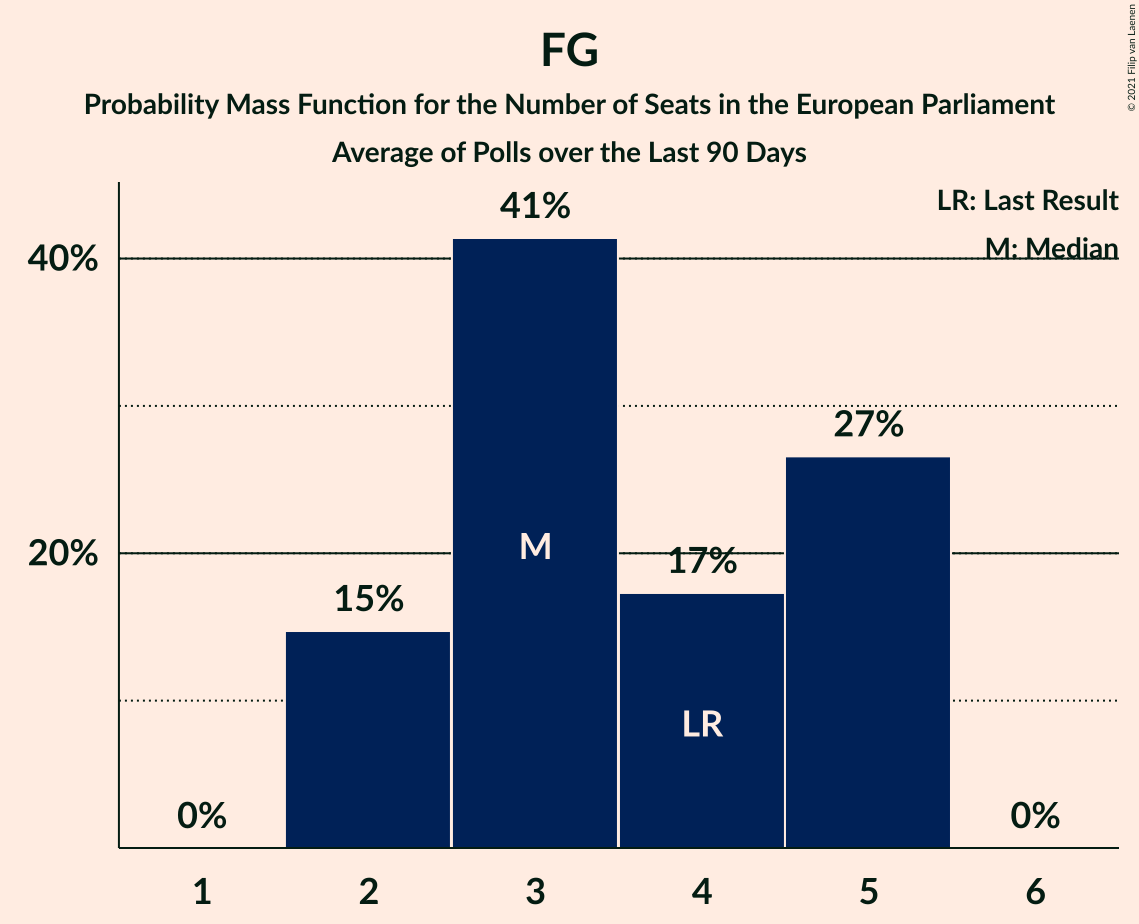 FG
Probability Mass Function for the Number of Seats in the European Parliament
Average of Polls over the Last 90 Days
© 2021 Filip van Laenen
LR: Last Result
M: Median
41%
40%
27%
M
20%
17%
15%
LR
0%
0%
1 2 3 4 5 6